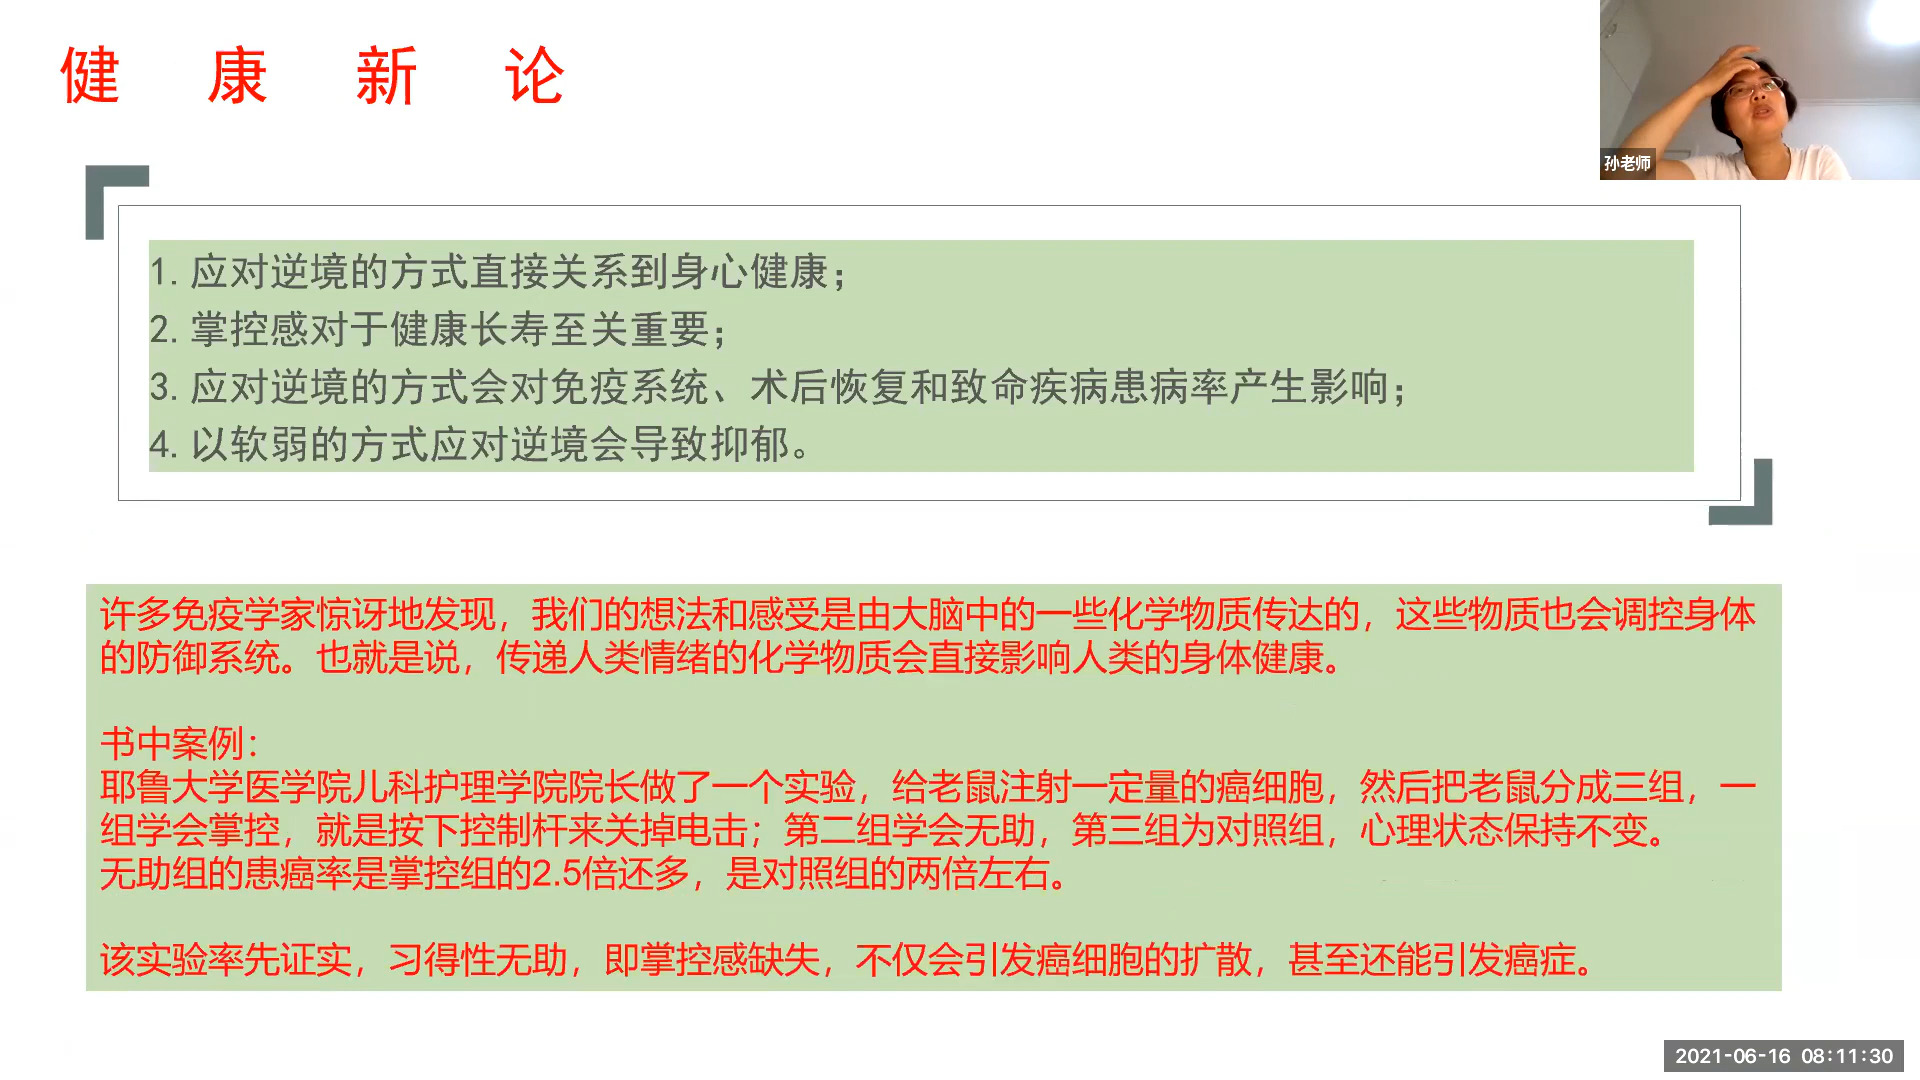 健 康 新 论
孙老师
1. 应对逆境的方式直接关系到身心健康；
2. 掌控感对于健康长寿至关重要；
3. 应对逆境的方式会对免疫系统、术后恢复和致命疾病患病率产生影响；
4. 以软弱的方式应对逆境会导致抑郁。
许多免疫学家惊讶地发现，我们的想法和感受是由大脑中的一些化学物质传达的，这些物质也会调控身体
的防御系统。也就是说，传递人类情绪的化学物质会直接影响人类的身体健康。
书中案例：
耶鲁大学医学院儿科护理学院院长做了一个实验，给老鼠注射一定量的癌细胞，然后把老鼠分成三组，一
组学会掌控，就是按下控制杆来关掉电击；第二组学会无助，第三组为对照组，心理状态保持不变。
无助组的患癌率是掌控组的2.5倍还多，是对照组的两倍左右。
该实验率先证实，习得性无助，即掌控感缺失，不仅会引发癌细胞的扩散，甚至还能引发癌症。
2021-06-16 08:11:30